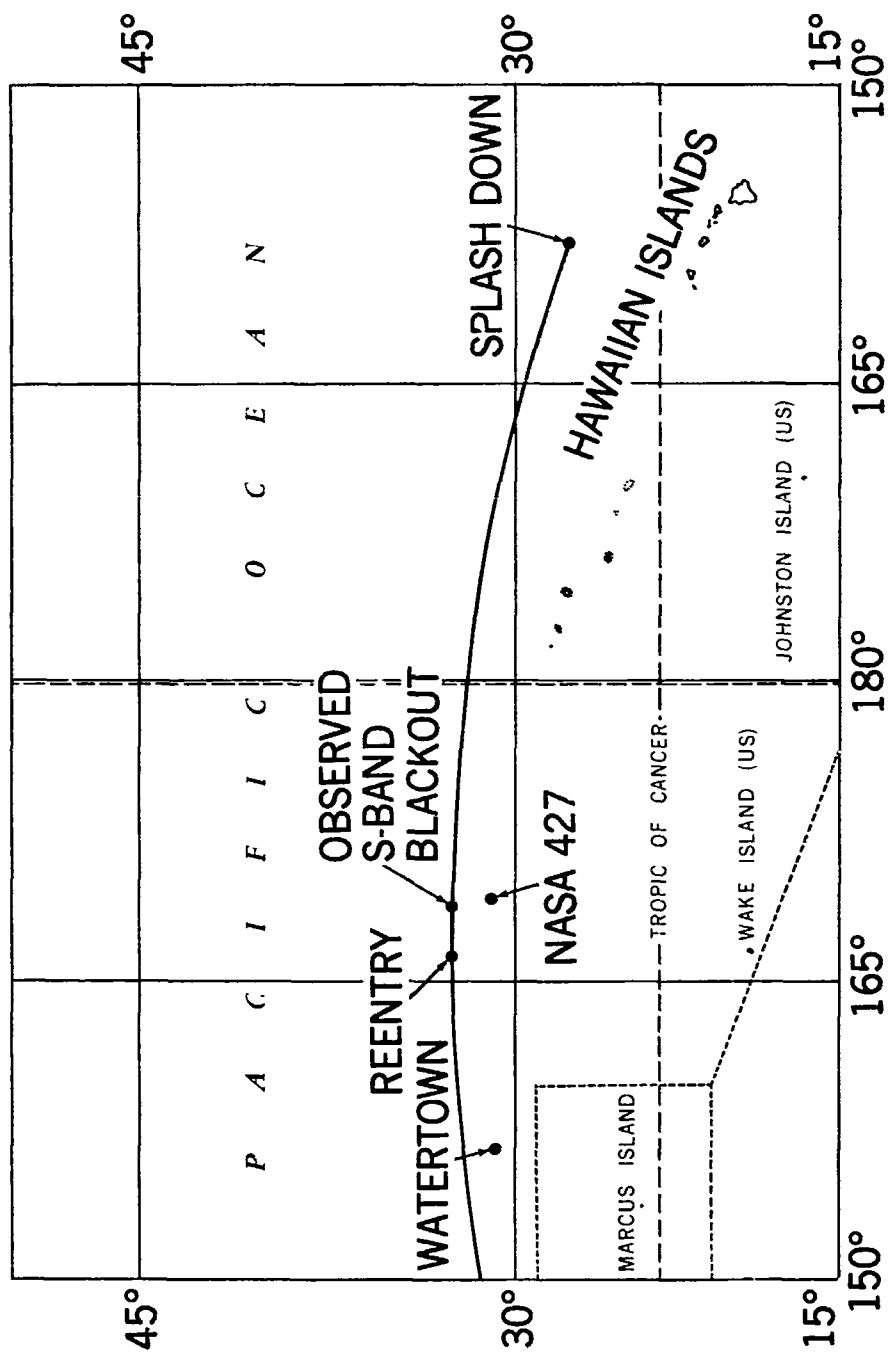 45°
45°
P A C I F I C O C E A N
OBSERVED
S-BAND
BLACKOUT
REENTRY
WATERTOWN
SPLASH DOWN
30°
30°
NASA 427
HAWAIIAN ISLANDS
MARCUS ISLAND
TROPIC OF CANCER
WAKE ISLAND (US)
JOHNSTON ISLAND (US)
15°
15°
150°
165°
180°
165°
150°